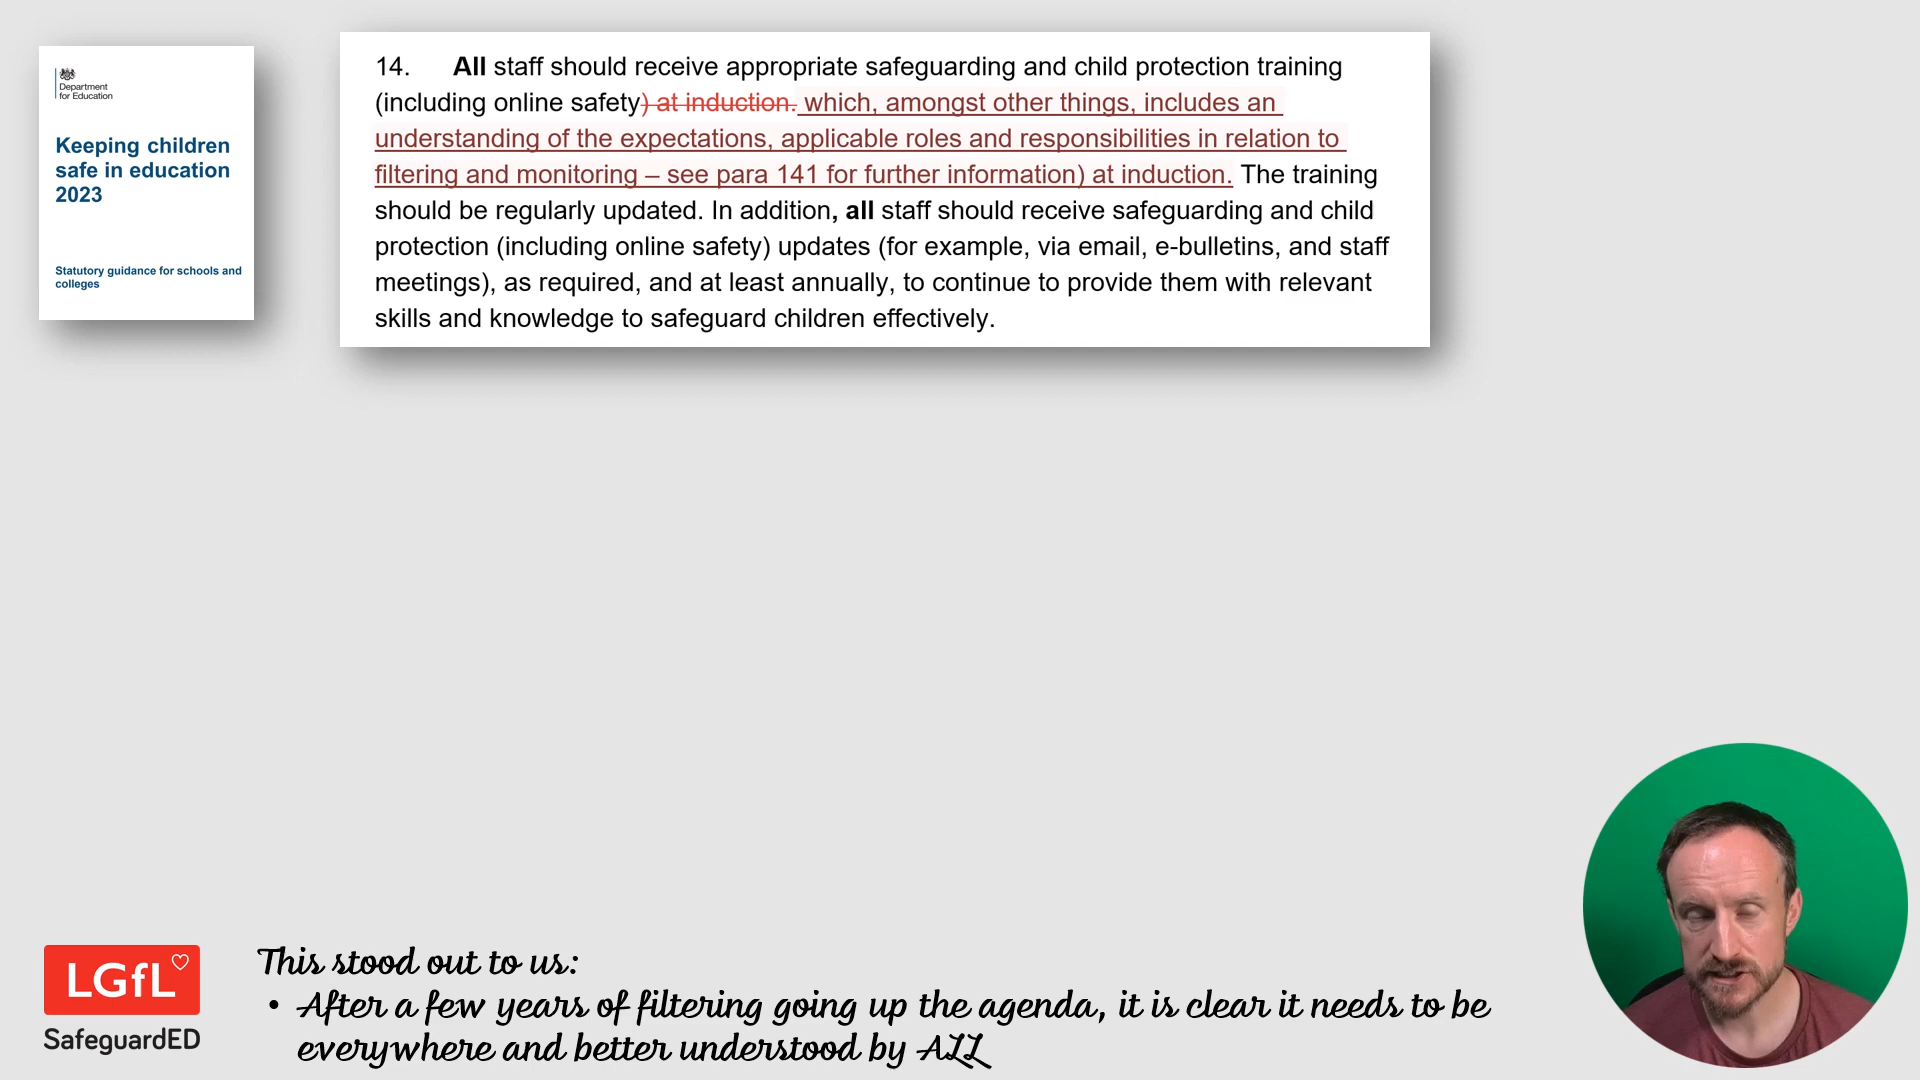 Department
for Education
Keeping children
safe in education
2023
Statutory guidance for schools and
colleges
14. All staff should receive appropriate safeguarding and child protection training
(including online safety) at induction. which, amongst other things, includes an
understanding of the expectations, applicable roles and responsibilities in relation to
filtering and monitoring – see para 141 for further information) at induction. The training
should be regularly updated. In addition, all staff should receive safeguarding and child
protection (including online safety) updates (for example, via email, e-bulletins, and staff
meetings), as required, and at least annually, to continue to provide them with relevant
skills and knowledge to safeguard children effectively.
LGfL
SafeguardED
This stood out to us:
• After a few years of filtering going up the agenda, it is clear it needs to be
everywhere and better understood by ALL